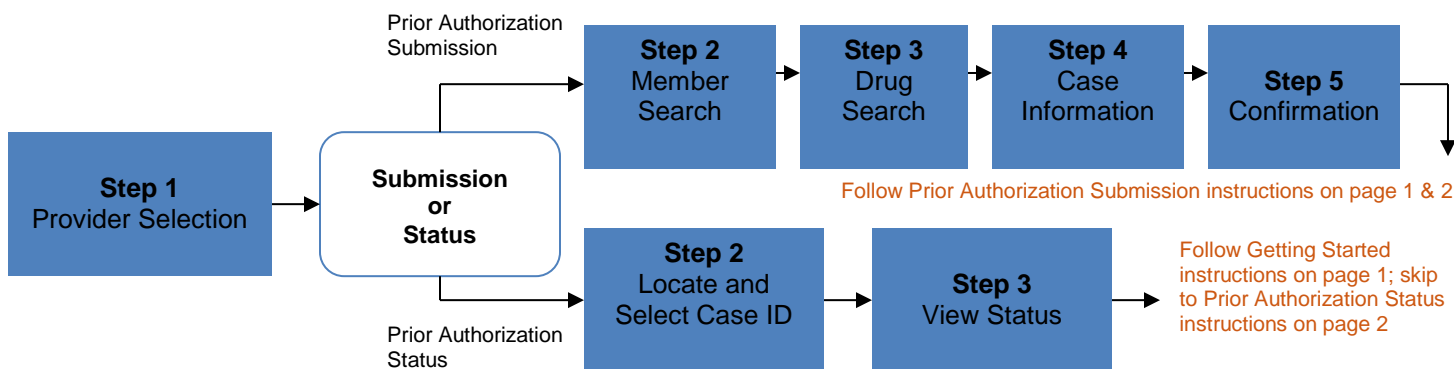 Prior Authorization
Submission
Step 1
Provider Selection
Submission
or
Status
Step 2
Member
Search
Step 3
Drug
Search
Step 4
Case
Information
Step 5
Confirmation
Follow Prior Authorization Submission instructions on page 1 & 2
Prior Authorization
Status
Step 2
Locate and
Select Case ID
Step 3
View Status
Follow Getting Started
instructions on page 1; skip
to Prior Authorization Status
instructions on page 2